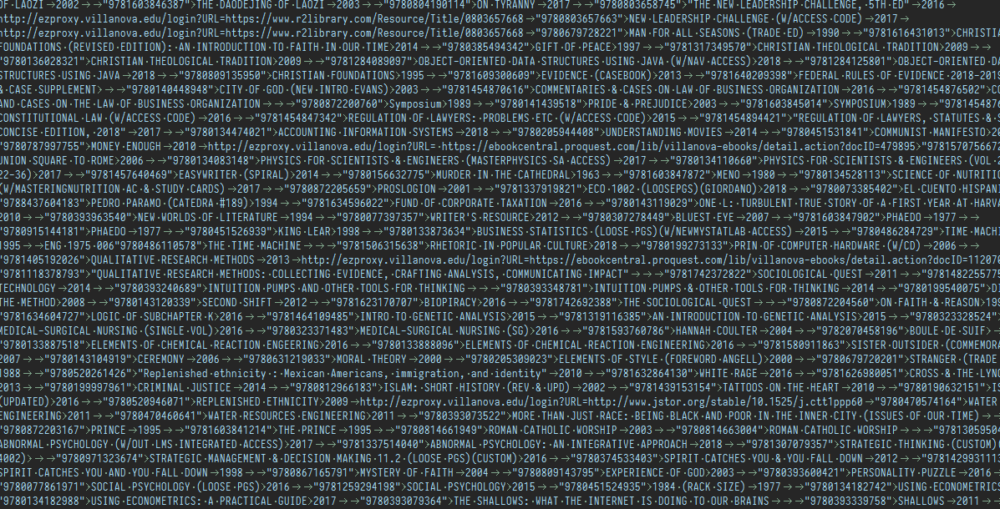 OF LAOZI →2002 →→"9781603846387">THE DAODEJING OF LAOZI →2003 →→"9780804190114">ON TYRANNY →2017 →→"9780803658745">"THE NEW LEADERSHIP CHALLENGE, 5TH ED" →2016 →
http://ezproxy.villanova.edu/login?URL=https://www.r2library.com/Resource/Title/0803657668 →"9780803657663">NEW LEADERSHIP CHALLENGE (W/ACCESS CODE) →2017 →
http://ezproxy.villanova.edu/login?URL=https://www.r2library.com/Resource/Title/0803657668 →"9780679728221">MAN FOR ALL SEASONS (TRADE ED) →1990 →→"9781616431013">CHRISTIA
FOUNDATIONS (REVISED EDITION): AN INTRODUCTION TO FAITH IN OUR TIME>2014 →→"9780385494342">GIFT OF PEACE>1997 →→"9781317349570">CHRISTIAN THEOLOGICAL TRADITION>2009 →→
"9780136028321">CHRISTIAN THEOLOGICAL TRADITION>2009 →→"9781284089097">OBJECT-ORIENTED DATA STRUCTURES USING JAVA (W/NAV ACCESS)>2018 →→"9781284125801">OBJECT-ORIENTED DA
STRUCTURES USING JAVA →2018 →→"9780809135950">CHRISTIAN FOUNDATIONS>1995 →→"9781609300609">EVIDENCE (CASEBOOK)>2013 →→"9781640209398">FEDERAL RULES OF EVIDENCE 2018-2019
& CASE SUPPLEMENT> →→"9780140448948">CITY OF GOD (NEW INTRO EVANS)>2003 →→"9781454870616">COMMENTARIES & CASES ON LAW OF BUSINESS ORGANIZATION →2016 →→"9781454876502">CO
AND CASES ON THE LAW OF BUSINESS ORGANIZATION →→→"9780872200760">Symposium>1989 →→"9780141439518">PRIDE & PREJUDICE>2003 →→"9781603845014">SYMPOSIUM>1989 →→"978145487
CONSTITUTIONAL LAW (W/ACCESS CODE) →2016 →→"9781454847342">REGULATION OF LAWYERS: PROBLEMS ETC (W/ACCESS CODE)>2015 →→"9781454894421">"REGULATION OF LAWYERS, STATUTES & S
CONCISE EDITION, 2018" →2017 →→"9780134474021">ACCOUNTING INFORMATION SYSTEMS →2018 →→"9780205944408">UNDERSTANDING MOVIES →2014 →→"9780451531841">COMMUNIST MANIFESTO →20
"9780787997755">MONEY ENOUGH →2010 →http://ezproxy.villanova.edu/login?URL= https://ebookcentral.proquest.com/lib/villanova-ebooks/detail.action?docID=479895>"9781570756672
UNION SQUARE TO ROME>2006 →→"9780134083148">PHYSICS FOR SCIENTISTS & ENGINEERS (MASTERPHYSICS SA ACCESS) →2017 →→"9780134110660">PHYSICS FOR SCIENTISTS & ENGINEERS (VOL
22-36)>2017 →→"9781457640469">EASYWRITER (SPIRAL)>2014 →→"9780156632775">MURDER IN THE CATHEDRAL>1963 →→"9781603847872">MENO →1980 →→"9780134528113">SCIENCE OF NUTRITIO
(W/MASTERINGNUTRITION AC & STUDY CARDS) →2017 →→"9780872205659">PROSLOGION →2001 →→"9781337919821">ECO 1002 (LOOSEPGS)(GIORDANO)>2018 →→"9780073385402">EL CUENTO HISPANI
"9788437604183">PEDRO PARAMO (CATEDRA #189)>1994 →→"9781634596022">FUND OF CORPORATE TAXATION →2016 →→"9780143119029">ONE L: TURBULENT TRUE STORY OF A FIRST YEAR AT HARVA
2010 →→"9780393963540">NEW WORLDS OF LITERATURE →1994 →→"9780077397357">WRITER'S RESOURCE>2012 →→"9780307278449">BLUEST EYE →2007 →→"9781603847902">PHAEDO →1977 →→
"9780915144181">PHAEDO →1977 →→"9780451526939">KING LEAR>1998 →→"9780133873634">BUSINESS STATISTICS (LOOSE PGS)(W/NEWMYSTATLAB ACCESS) →2015 →→"9780486284729">TIME MACHIN
1995 →ENG 1975 006"9780486110578">THE TIME MACHINE →→→"9781506315638">RHETORIC IN POPULAR CULTURE>2018 →→"9780199273133">PRIN OF COMPUTER HARDWARE (W/CD) →2006 →→
"9781405192026">QUALITATIVE RESEARCH METHODS →2013 →http://ezproxy.villanova.edu/login?URL=https://ebookcentral.proquest.com/lib/villanova-ebooks/detail.action?docID=112070
"9781118378793">"QUALITATIVE RESEARCH METHODS: COLLECTING EVIDENCE, CRAFTING ANALYSIS, COMMUNICATING IMPACT" →→→"9781742372822">SOCIOLOGICAL QUEST →2011 →→"978148225577
TECHNOLOGY →2014 →→"9780393240689">INTUITION PUMPS AND OTHER TOOLS FOR THINKING →→→"9780393348781">INTUITION PUMPS & OTHER TOOLS FOR THINKING →2014 →→"9780199540075">DI
THE METHOD>2008 →→"9780143120339">SECOND SHIFT →2012 →→"9781623170707">BIOPIRACY>2016 →→"9781742692388">THE SOCIOLOGICAL QUEST →→→"9780872204560">ON FAITH & REASON>19
"9781634604727">LOGIC OF SUBCHAPTER K>2016 →→"9781464109485">INTRO TO GENETIC ANALYSIS>2015 →→"9781319116385">AN INTRODUCTION TO GENETIC ANALYSIS>2015 →→"9780323328524">
MEDICAL-SURGICAL NURSING (SINGLE VOL)>2016 →→"9780323371483">MEDICAL-SURGICAL NURSING (SG)>2016 →→"9781593760786">HANNAH COULTER →2004 →→"9782070458196">BOULE DE SUIF> →→
"9780133887518">ELEMENTS OF CHEMICAL REACTION ENGEERING>2016 →→"9780133888096">ELEMENTS OF CHEMICAL REACTION ENGINEERING>2016 →→"9781580911863">SISTER OUTSIDER (COMMEMORA
2007 →→"9780143104919">CEREMONY →2006 →→"9780631219033">MORAL THEORY →2000 →→"9780205309023">ELEMENTS OF STYLE (FOREWORD ANGELL)>2000 →→"9780679720201">STRANGER (TRADE
1988 →→"9780520261426">"Replenished ethnicity : Mexican Americans, immigration, and identity" →2010 →→"9781632864130">WHITE RAGE →2016 →→"9781626980051">CROSS & THE LYNC
2013 →→"9780199997961">CRIMINAL JUSTICE →2014 →→"9780812966183">ISLAM: SHORT HISTORY (REV & UPD) →2002 →→"9781439153154">TATTOOS ON THE HEART →2010 →→"9780190632151">IS
(UPDATED)>2016 →→"9780520946071">REPLENISHED ETHNICITY>2009 →http://ezproxy.villanova.edu/login?URL=http://www.jstor.org/stable/10.1525/j.ctt1ppp60 →"9780470574164">WATER
ENGINEERING>2011 →→"9780470460641">WATER RESOURCES ENGINEERING>2011 →→"9780393073522">MORE THAN JUST RACE: BEING BLACK AND POOR IN THE INNER CITY (ISSUES OF OUR TIME) →
"9780872203167">PRINCE →1995 →→"9781603841214">THE PRINCE →1995 →→"9780814661949">ROMAN CATHOLIC WORSHIP →2003 →→"9780814663004">ROMAN CATHOLIC WORSHIP →→→"9781305950
ABNORMAL PSYCHOLOGY (W/OUT LMS INTEGRATED ACCESS)>2017 →→"9781337514040">ABNORMAL PSYCHOLOGY: AN INTEGRATIVE APPROACH →2018 →→"9781307079357">STRATEGIC THINKING (CUSTOM)(
4002)> →→"9780971323674">STRATEGIC MANAGEMENT & DECISION MAKING 11.2 (LOOSE PGS)(CUSTOM)>2016 →→"9780374533403">SPIRIT CATCHES YOU & YOU FALL DOWN →2012 →→"978142993111
SPIRIT CATCHES YOU AND YOU FALL DOWN →1998 →→"9780867165791">MYSTERY OF FAITH →2004 →→"9780809143795">EXPERIENCE OF GOD>2003 →→"9780393600421">PERSONALITY PUZZLE →2016 →→
"9780077861971">SOCIAL PSYCHOLOGY (LOOSE PGS)>2016 →→"9781259294198">SOCIAL PSYCHOLOGY>2015 →→"9780451524935">1984 (RACK SIZE) →1977 →→"9780134182742">USING ECONOMETRICS
"9780134182988">USING ECONOMETRICS: A PRACTICAL GUIDE>2017 →→"9780393079364">THE SHALLOWS: WHAT THE INTERNET IS DOING TO OUR BRAINS →→→"9780393339758">SHALLOWS →2011 →→